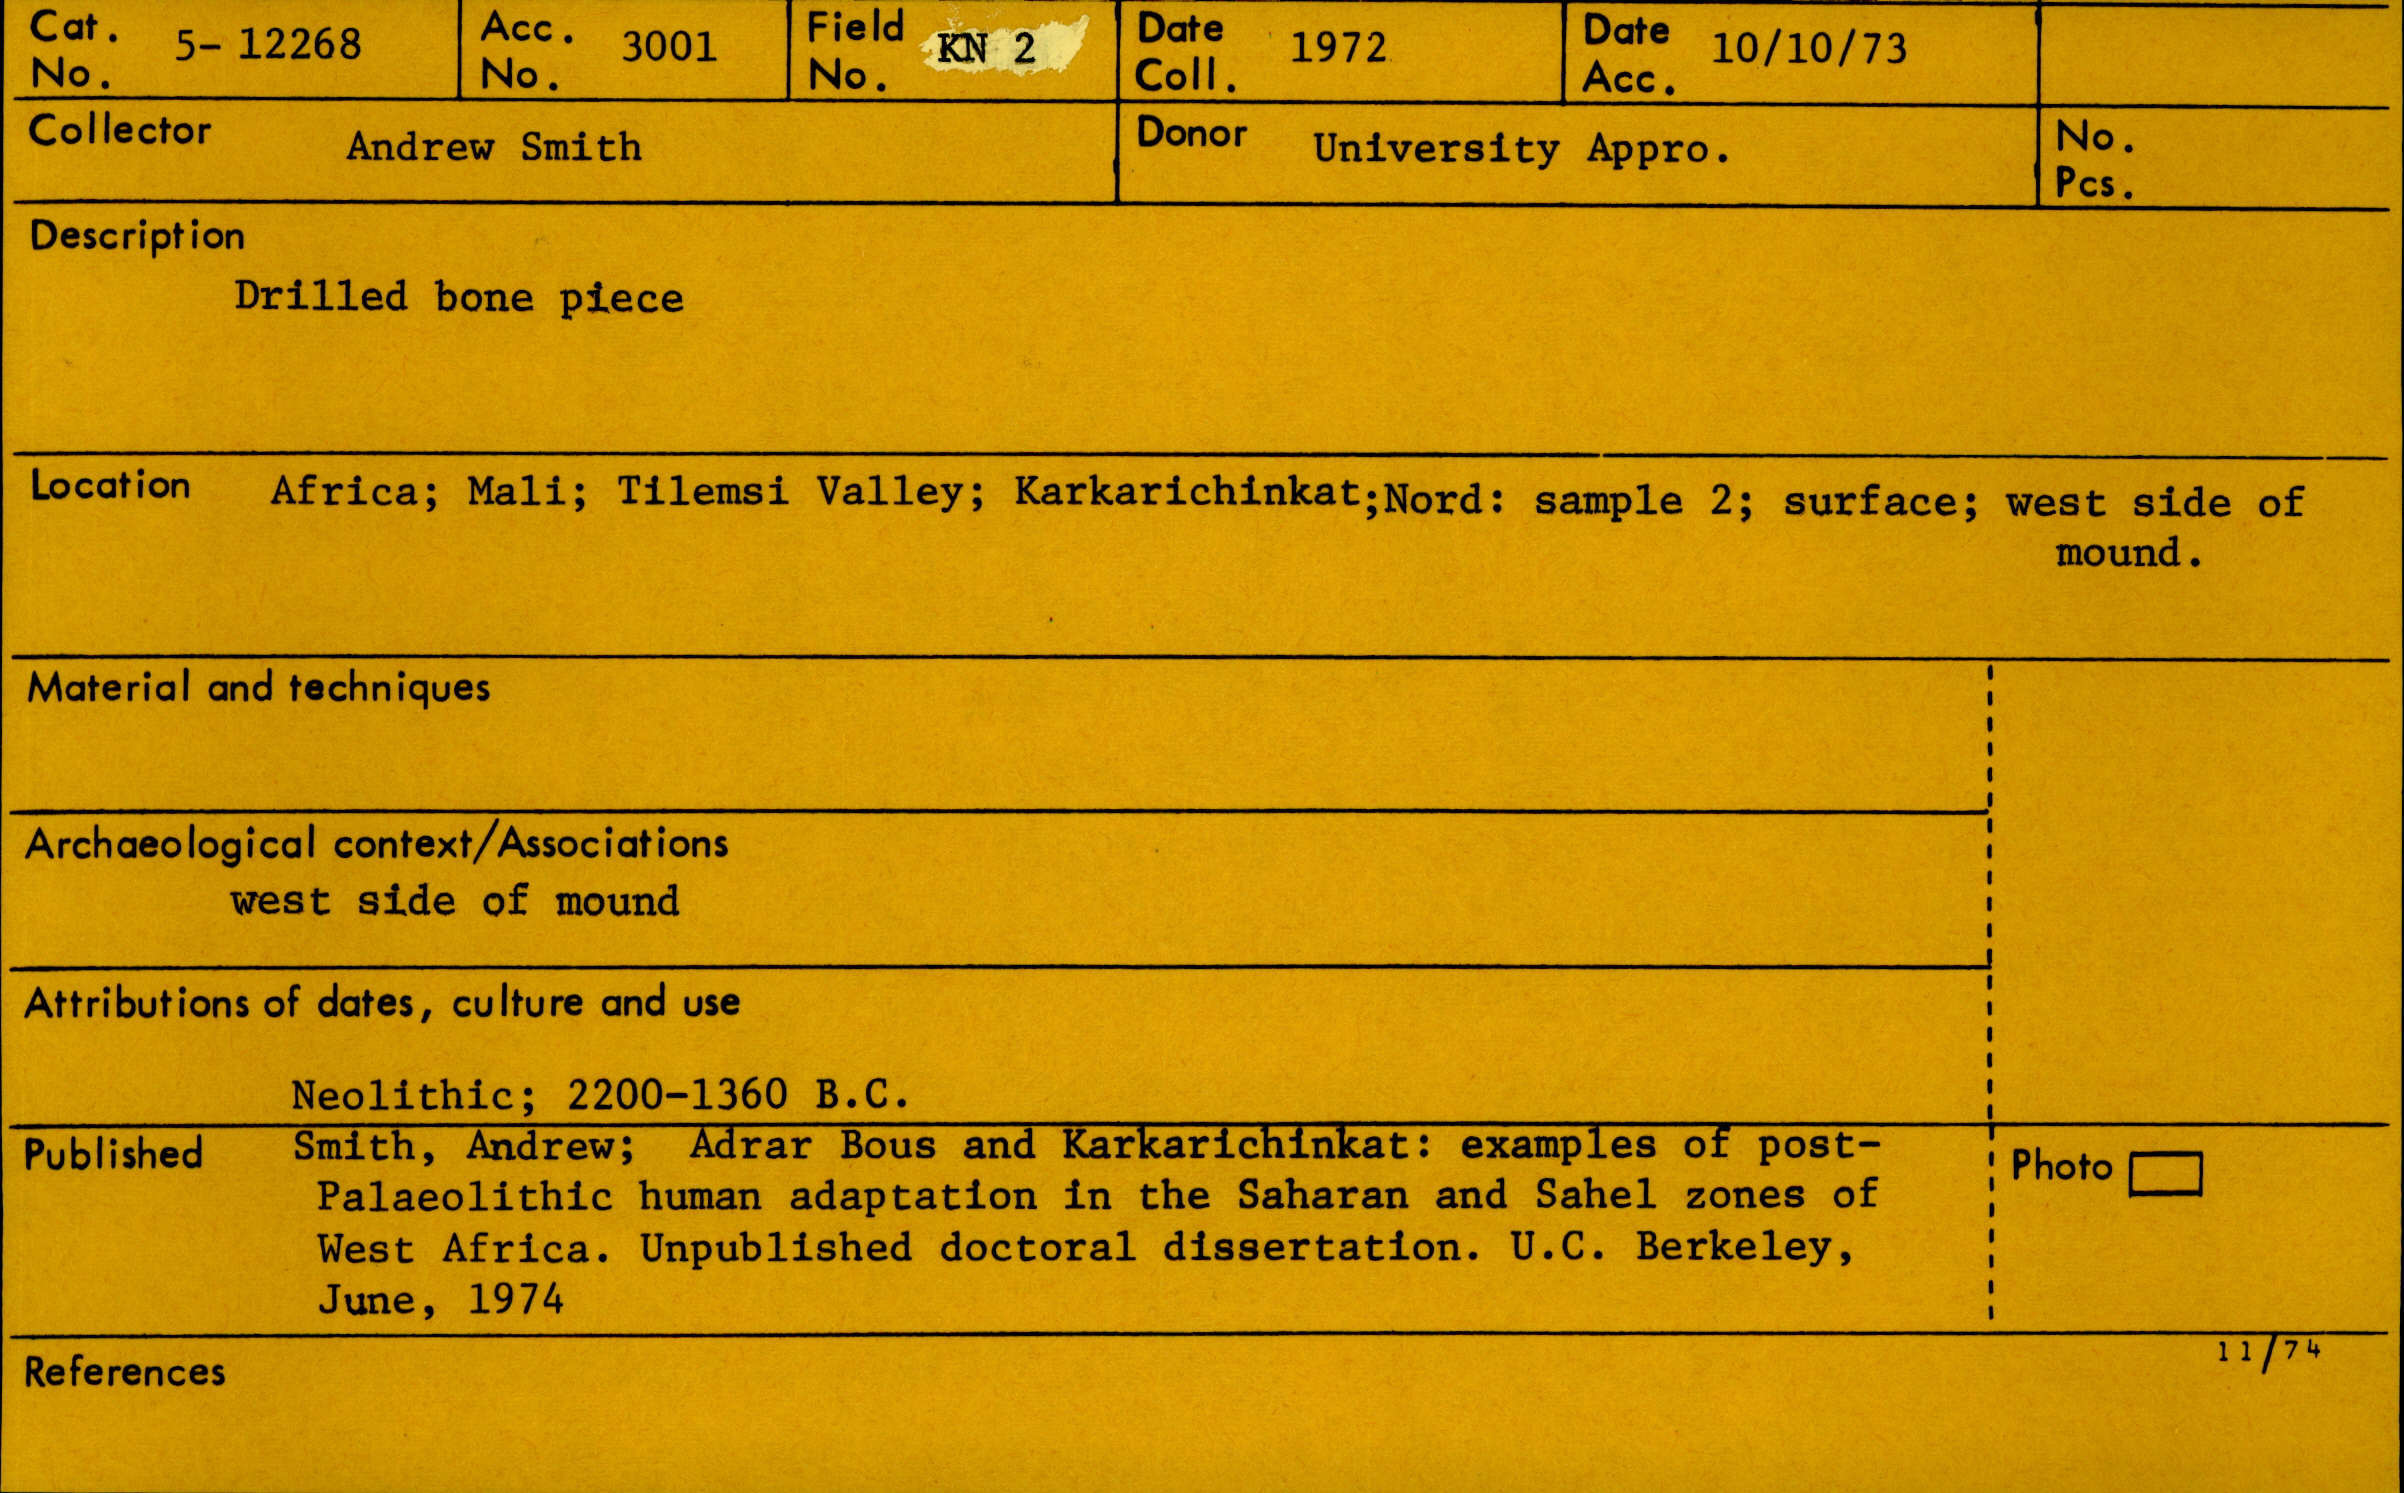 Cat. No. 5- 12268 Acc. No. 3001 Field No. KN 2 Date Coll. 1972 Date Acc. 10/10/73
Collector Andrew Smith Donor University Appro. No. Pcs.
Description
Drilled bone piece
Location Africa; Mali; Tilemsi Valley; Karkarichinkat;Nord: sample 2; surface; west side of
mound.
Material and techniques
Archaeological context/Associations
west side of mound
Attributions of dates, culture and use
Neolithic; 2200-1360 B.C.
Published Smith, Andrew; Adrar Bous and Karkarichinkat: examples of post-
Palaeolithic human adaptation in the Saharan and Sahel zones of
West Africa. Unpublished doctoral dissertation. U.C. Berkeley,
June, 1974
Photo
References
11/74